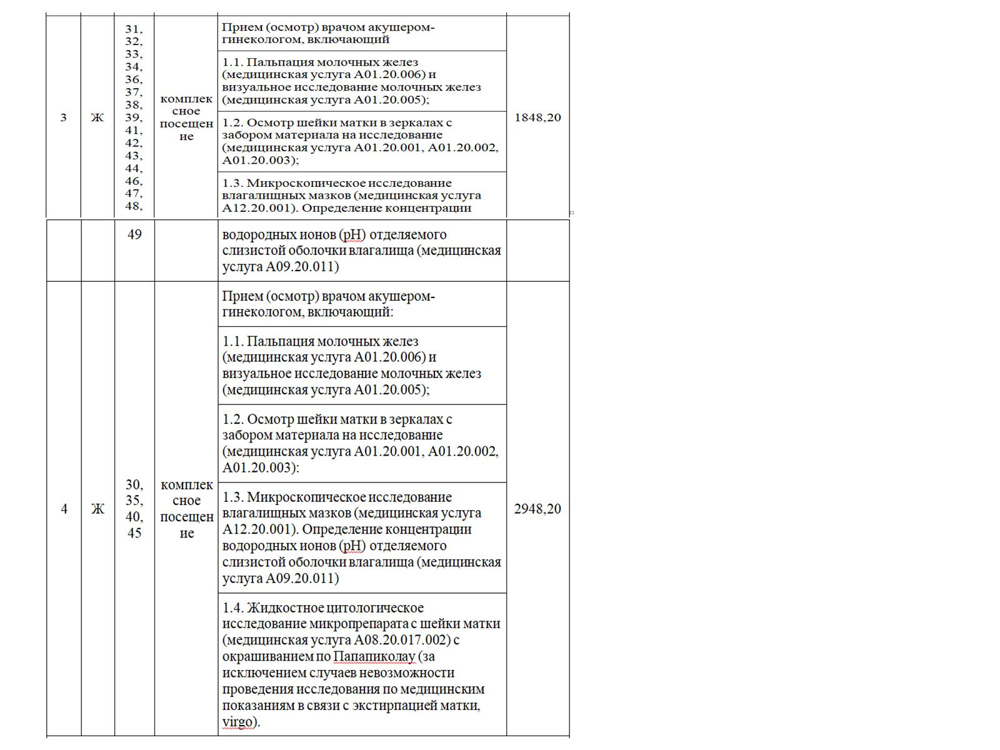 3
Ж
31,
32,
33,
34,
36,
37,
38,
39,
41,
42,
43,
44,
46,
47,
48,
комплек
сное
посещен
ие
Прием (осмотр) врачом акушером-
гинекологом, включающий
1.1. Пальпация молочных желез
(медицинская услуга А01.20.006) и
визуальное исследование молочных желез
(медицинская услуга А01.20.005);
1.2. Осмотр шейки матки в зеркалах с
забором материала на исследование
(медицинская услуга А01.20.001, А01.20.002,
А01.20.003);
1.3. Микроскопическое исследование
влагалищных мазков (медицинская услуга
А12.20.001). Определение концентрации
1848,20
49
водородных ионов (рН) отделяемого
слизистой оболочки влагалища (медицинская
услуга А09.20.011)
4
Ж
30,
35,
40,
45
комплек
сное
посещен
ие
Прием (осмотр) врачом акушером-
гинекологом, включающий:
1.1. Пальпация молочных желез
(медицинская услуга А01.20.006) и
визуальное исследование молочных желез
(медицинская услуга А01.20.005);
1.2. Осмотр шейки матки в зеркалах с
забором материала на исследование
(медицинская услуга А01.20.001, А01.20.002,
А01.20.003):
1.3. Микроскопическое исследование
влагалищных мазков (медицинская услуга
А12.20.001). Определение концентрации
водородных ионов (рН) отделяемого
слизистой оболочки влагалища (медицинская
услуга А09.20.011)
1.4. Жидкостное цитологическое
исследование микропрепарата с шейки матки
(медицинская услуга А08.20.017.002) с
окрашиванием по Папапиколау (за
исключением случаев невозможности
проведения исследования по медицинским
показаниям в связи с экстирпацией матки,
virgo).
2948,20